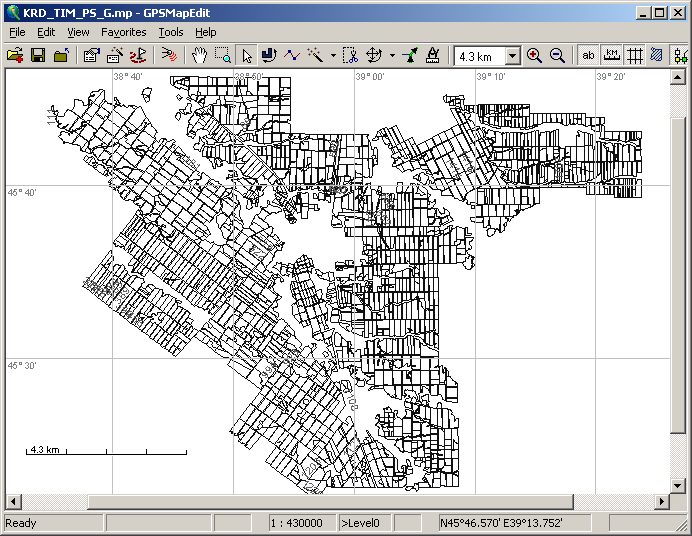 KRD_TIM_PS_G.mp - GPSMapEdit
File Edit View Favorites Tools Help
4.3 km ab KM
38° 40' 38° 50' 39° 00' 39° 10' 39° 20'
45° 40'
45° 30'
4.3 km
Ready 1 : 430000 >Level0 N45°46.570' E39°13.752'